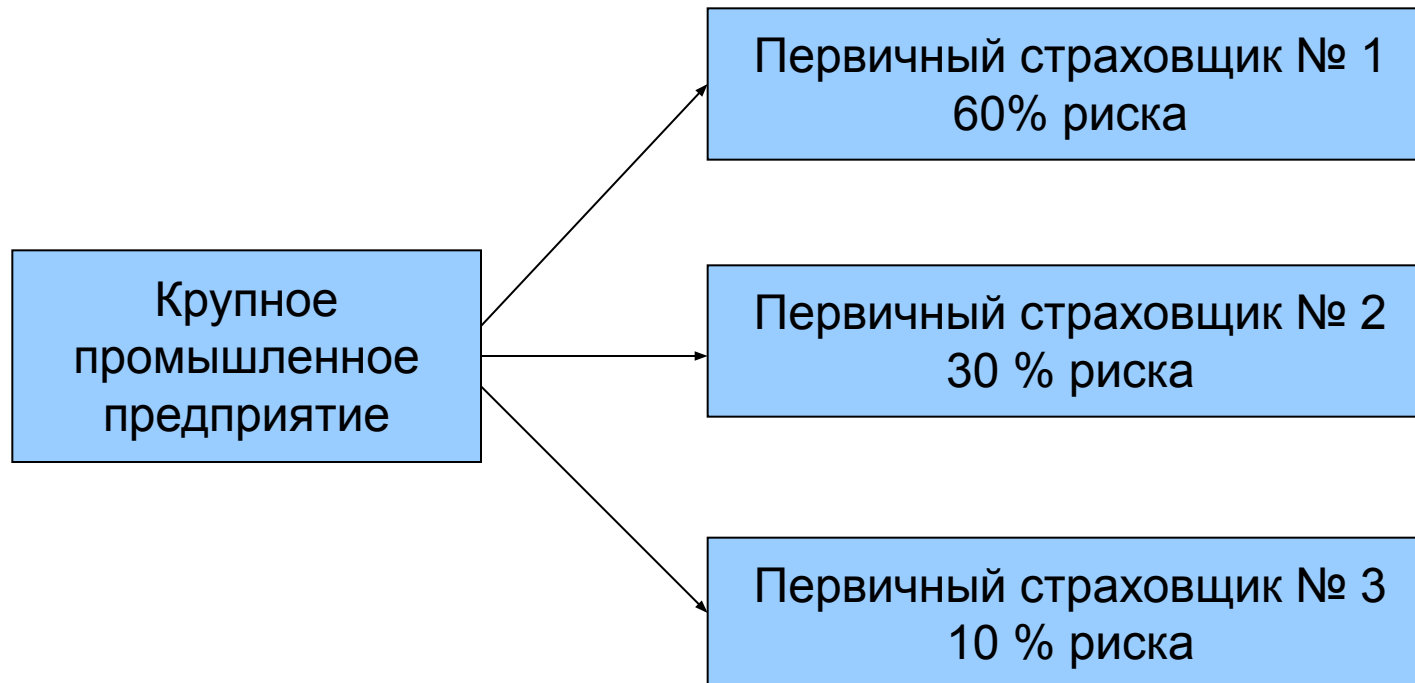 Первичный страховщик № 1
60% риска
Крупное
промышленное
предприятие
Первичный страховщик № 2
30 % риска
Первичный страховщик № 3
10 % риска